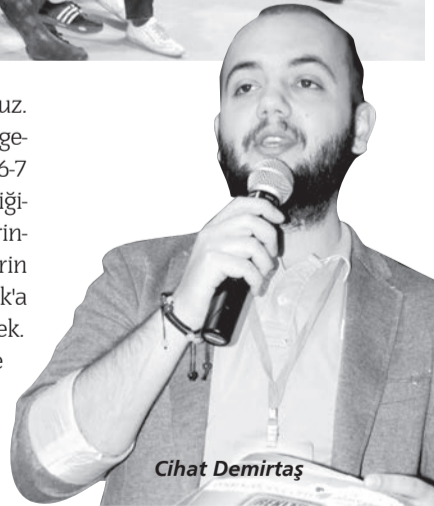 uz.
ge-
6-7
iği-
rin-
rin
k'a
ek.
e
Cihat Demirtaş